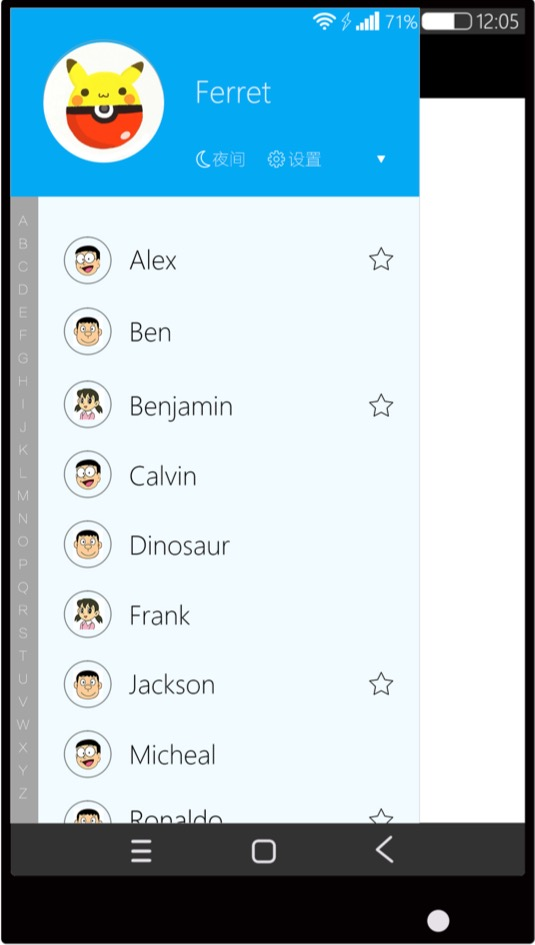 71% 12:05
Ferret
夜间 设置
A
B
C
D
E
F
G
H
I
J
K
L
M
N
O
P
Q
R
S
T
U
V
W
X
Y
Z
Alex
Ben
Benjamin
Calvin
Dinosaur
Frank
Jackson
Micheal
Ronaldo